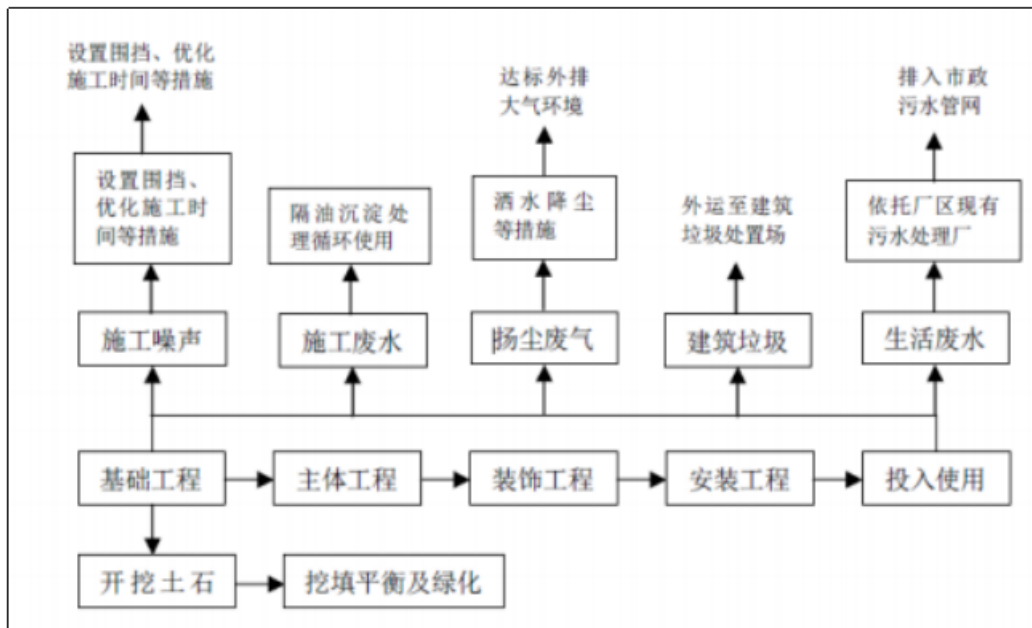 设置围挡、优化
施工时间等措施
达标外排
大气环境
排入市政
污水管网
设置围挡、
优化施工时
间等措施
隔油沉淀处
理循环使用
洒水降尘
等措施
外运至建筑
垃圾处置场
依托厂区现有
污水处理厂
施工噪声
施工废水
扬尘废气
建筑垃圾
生活废水
基础工程
主体工程
装饰工程
安装工程
投入使用
开挖土石
挖填平衡及绿化